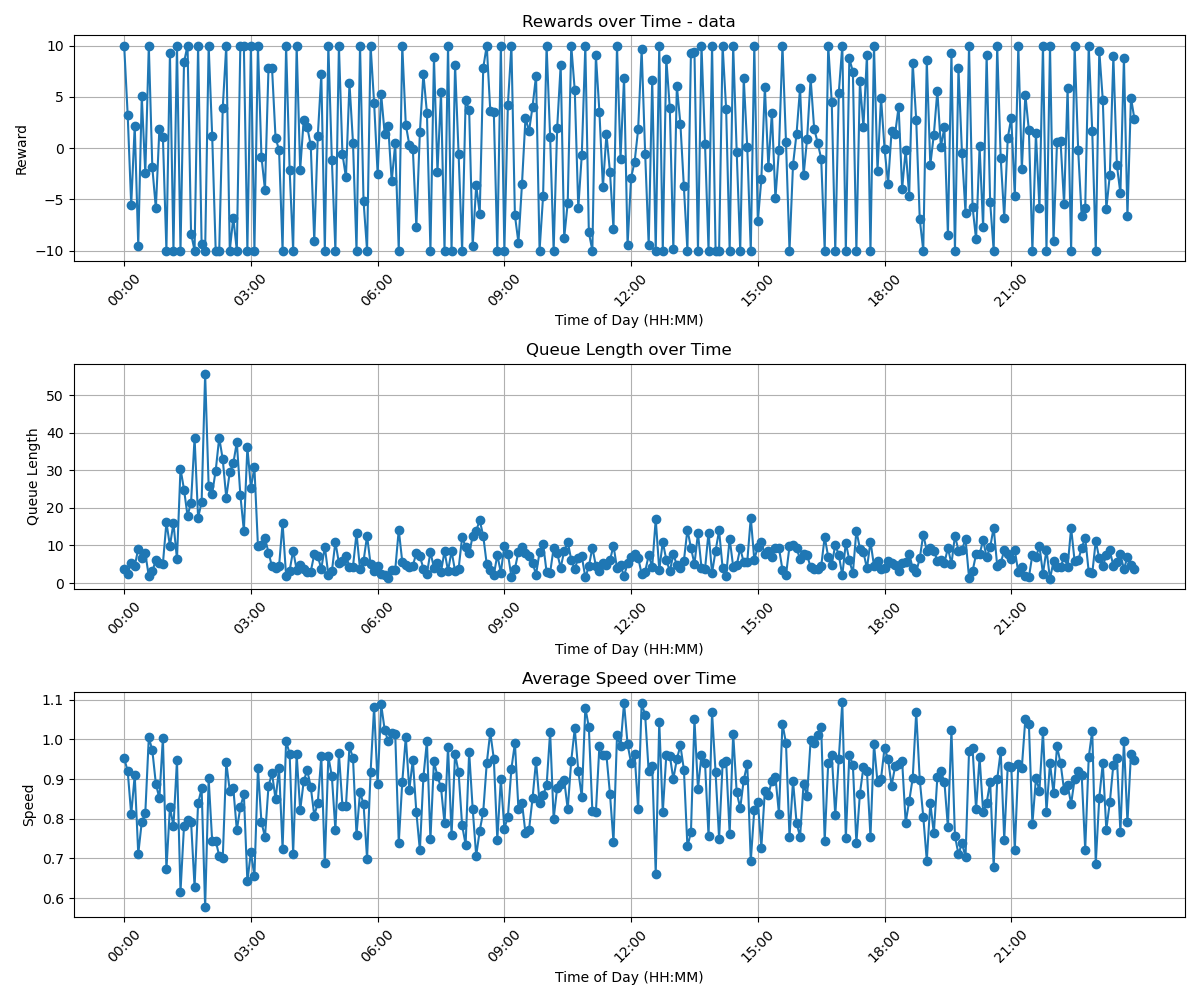 Rewards over Time - data
10
5
0
−5
−10
Reward
00:00 03:00 06:00 09:00 12:00 15:00 18:00 21:00
Time of Day (HH:MM)
Queue Length over Time
50
40
30
20
10
0
Queue Length
00:00 03:00 06:00 09:00 12:00 15:00 18:00 21:00
Time of Day (HH:MM)
Average Speed over Time
1.1
1.0
0.9
0.8
0.7
0.6
Speed
00:00 03:00 06:00 09:00 12:00 15:00 18:00 21:00
Time of Day (HH:MM)